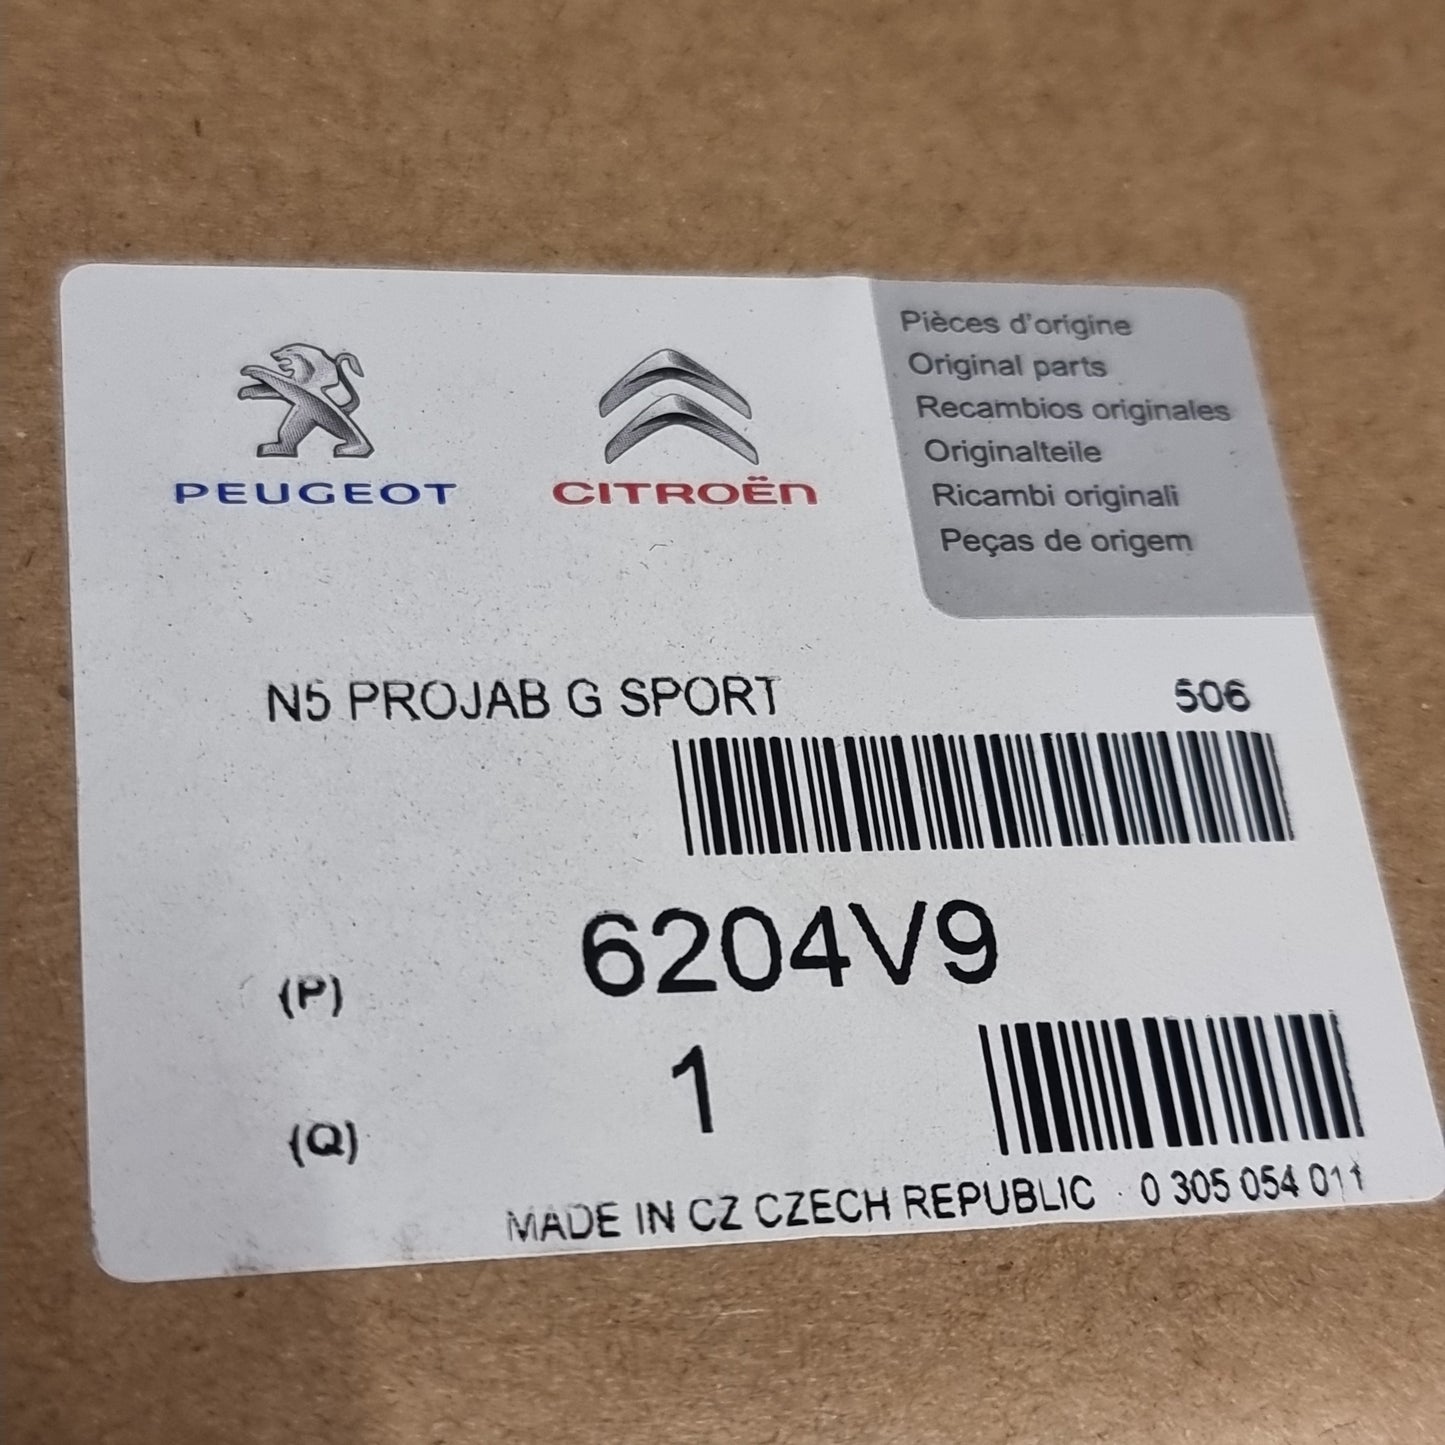 PEUGEOT
CITROËN
Pièces d'origine
Original parts
Recambios originales
Originalteile
Ricambi originali
Peças de origem
N5 PROJAB G SPORT 506
(P) 6204V9
(Q) 1
MADE IN CZ CZECH REPUBLIC 0 305 054 011